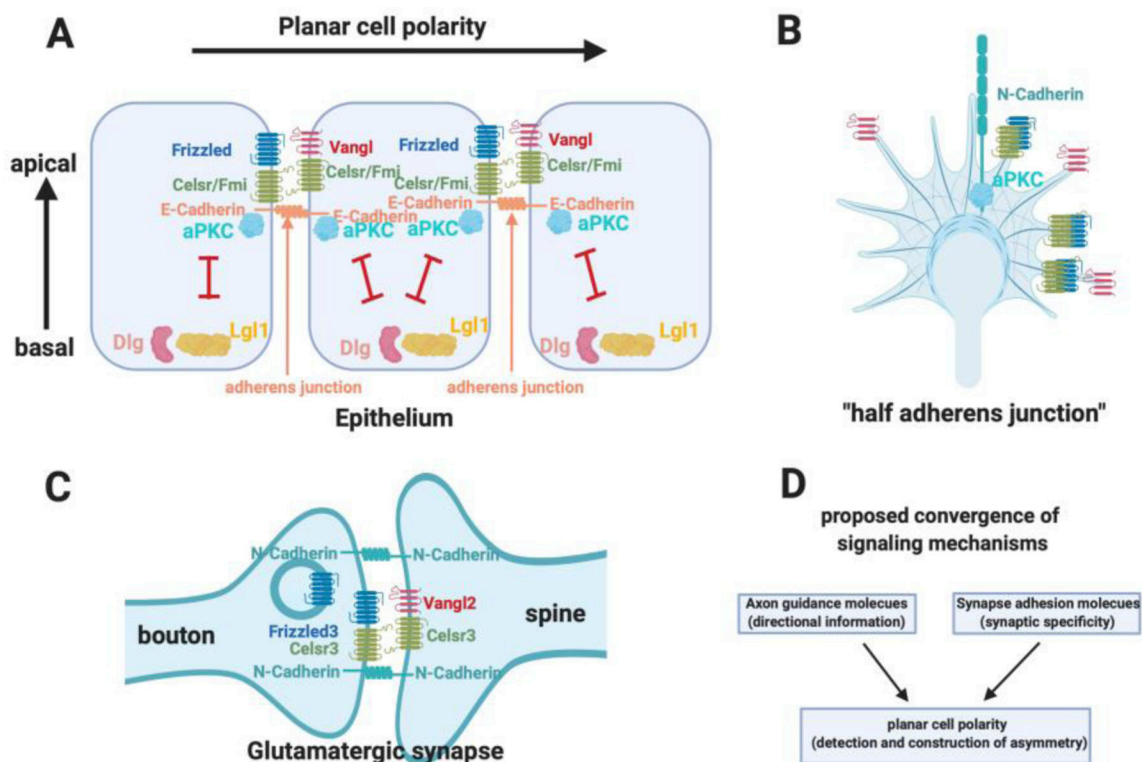 A
Planar cell polarity
apical
basal
Frizzled
Vangl
Frizzled
Vangl
Celsr/Fmi
Celsr/Fmi
Celsr/Fmi
Celsr/Fmi
E-Cadherin
E-Cadherin
E-Cadherin
E-Cadherin
aPKC
aPKC
aPKC
aPKC
Dlg
Lgl1
Dlg
Lgl1
Dlg
Lgl1
adherens junction
adherens junction
Epithelium
B
N-Cadherin
aPKC
"half adherens junction"
C
N-Cadherin
N-Cadherin
bouton
Frizzled3
Celsr3
Vangl2
Celsr3
spine
N-Cadherin
N-Cadherin
Glutamatergic synapse
D
proposed convergence of
signaling mechanisms
Axon guidance molecues
(directional information)
Synapse adhesion molecues
(synaptic specificity)
planar cell polarity
(detection and construction of asymmetry)